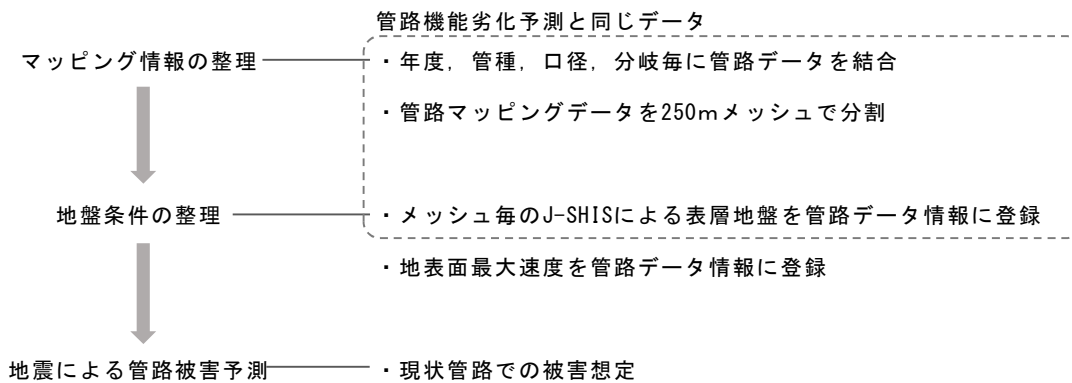 管路機能劣化予測と同じデータ
マッピング情報の整理
・年度，管種，口径，分岐毎に管路データを結合
・管路マッピングデータを250ｍメッシュで分割
地盤条件の整理
・メッシュ毎のJ-SHISによる表層地盤を管路データ情報に登録
・地表面最大速度を管路データ情報に登録
地震による管路被害予測
・現状管路での被害想定